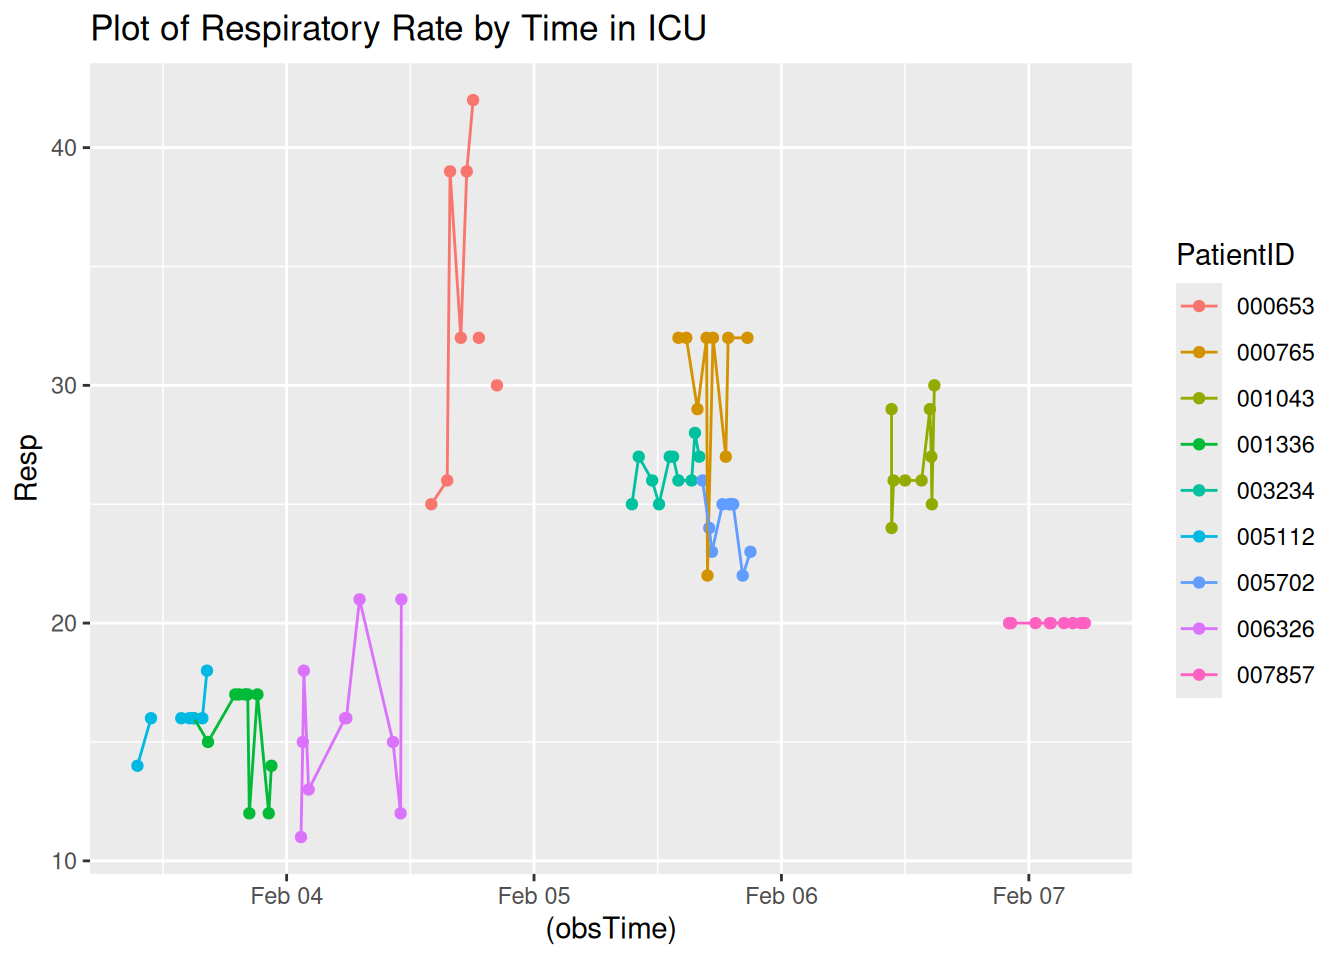 Plot of Respiratory Rate by Time in ICU
Resp
40
30
20
10
Feb 04
Feb 05
Feb 06
Feb 07
(obsTime)
PatientID
000653
000765
001043
001336
003234
005112
005702
006326
007857